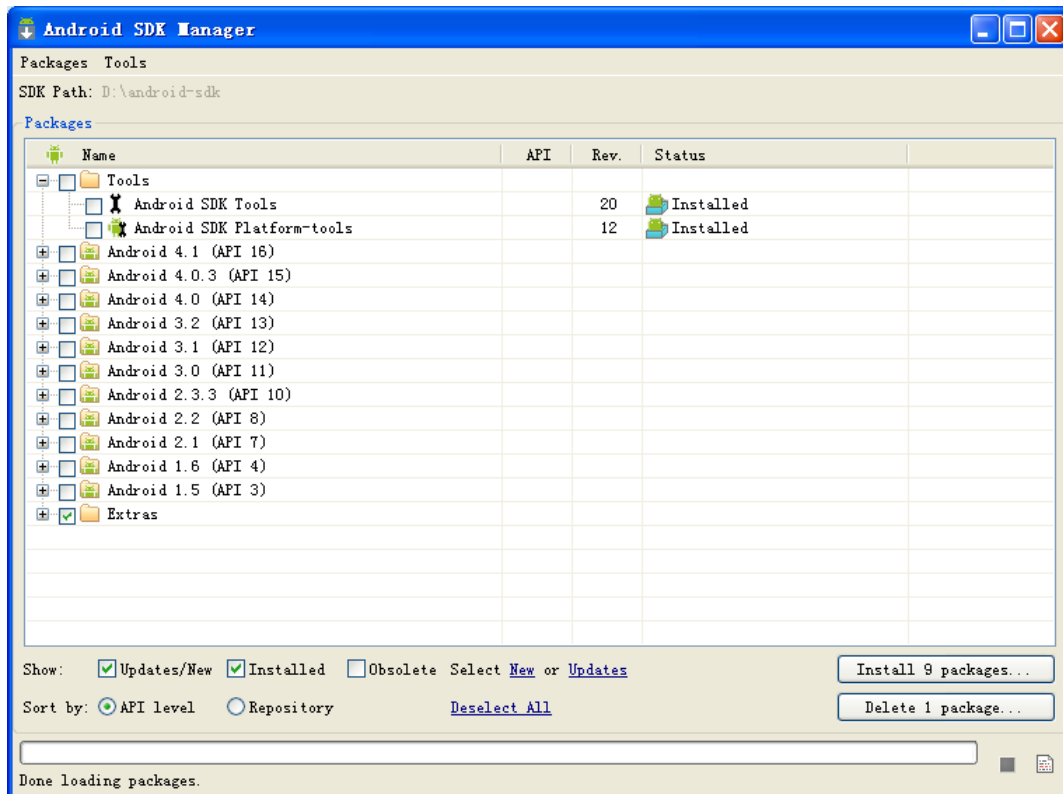 Android SDK Manager
Packages Tools
SDK Path: D:\android-sdk
Packages
Name API Rev. Status
Tools
Android SDK Tools 20 Installed
Android SDK Platform-tools 12 Installed
Android 4.1 (API 16)
Android 4.0.3 (API 15)
Android 4.0 (API 14)
Android 3.2 (API 13)
Android 3.1 (API 12)
Android 3.0 (API 11)
Android 2.3.3 (API 10)
Android 2.2 (API 8)
Android 2.1 (API 7)
Android 1.6 (API 4)
Android 1.5 (API 3)
Extras
Show: Updates/New Installed Obsolete Select New or Updates Install 9 packages...
Sort by: API level Repository Deselect All Delete 1 package...
Done loading packages.